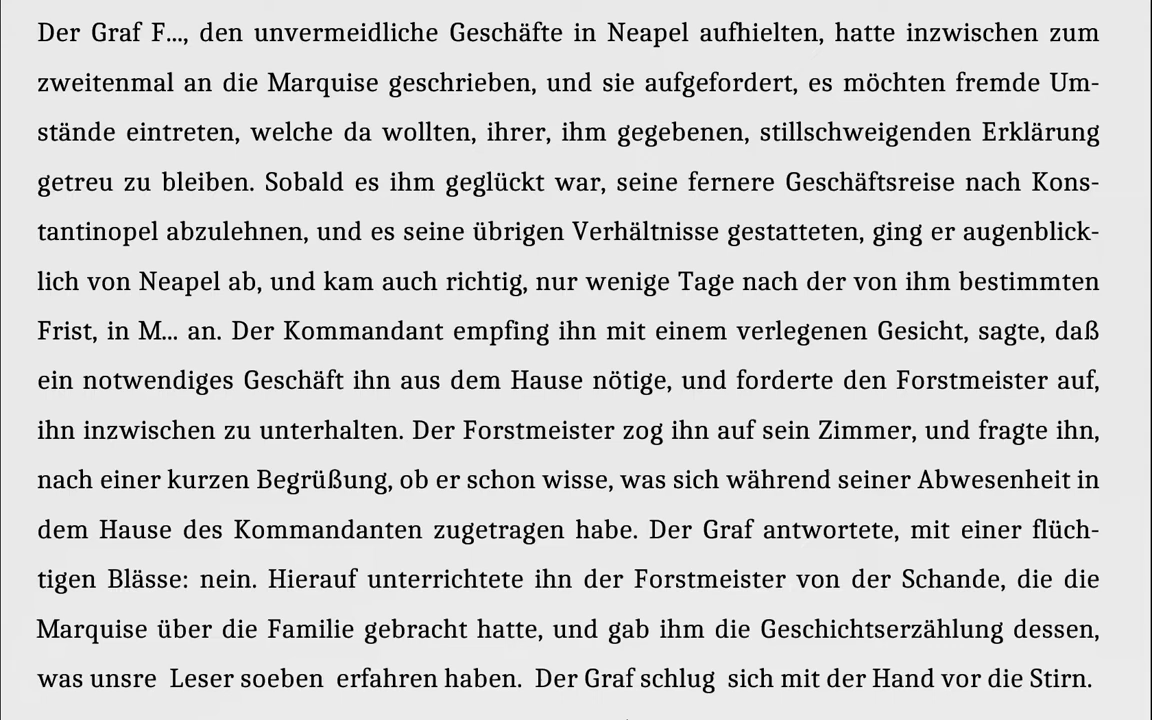 Der Graf F..., den unvermeidliche Geschäfte in Neapel aufhielten, hatte inzwischen zum
zweitenmal an die Marquise geschrieben, und sie aufgefordert, es möchten fremde Um-
stände eintreten, welche da wollten, ihrer, ihm gegebenen, stillschweigenden Erklärung
getreu zu bleiben. Sobald es ihm geglückt war, seine fernere Geschäftsreise nach Kons-
tantinopel abzulehnen, und es seine übrigen Verhältnisse gestatteten, ging er augenblick-
lich von Neapel ab, und kam auch richtig, nur wenige Tage nach der von ihm bestimmten
Frist, in M... an. Der Kommandant empfing ihn mit einem verlegenen Gesicht, sagte, daß
ein notwendiges Geschäft ihn aus dem Hause nötige, und forderte den Forstmeister auf,
ihn inzwischen zu unterhalten. Der Forstmeister zog ihn auf sein Zimmer, und fragte ihn,
nach einer kurzen Begrüßung, ob er schon wisse, was sich während seiner Abwesenheit in
dem Hause des Kommandanten zugetragen habe. Der Graf antwortete, mit einer flüch-
tigen Blässe: nein. Hierauf unterrichtete ihn der Forstmeister von der Schande, die die
Marquise über die Familie gebracht hatte, und gab ihm die Geschichtserzählung dessen,
was unsre Leser soeben erfahren haben. Der Graf schlug sich mit der Hand vor die Stirn.